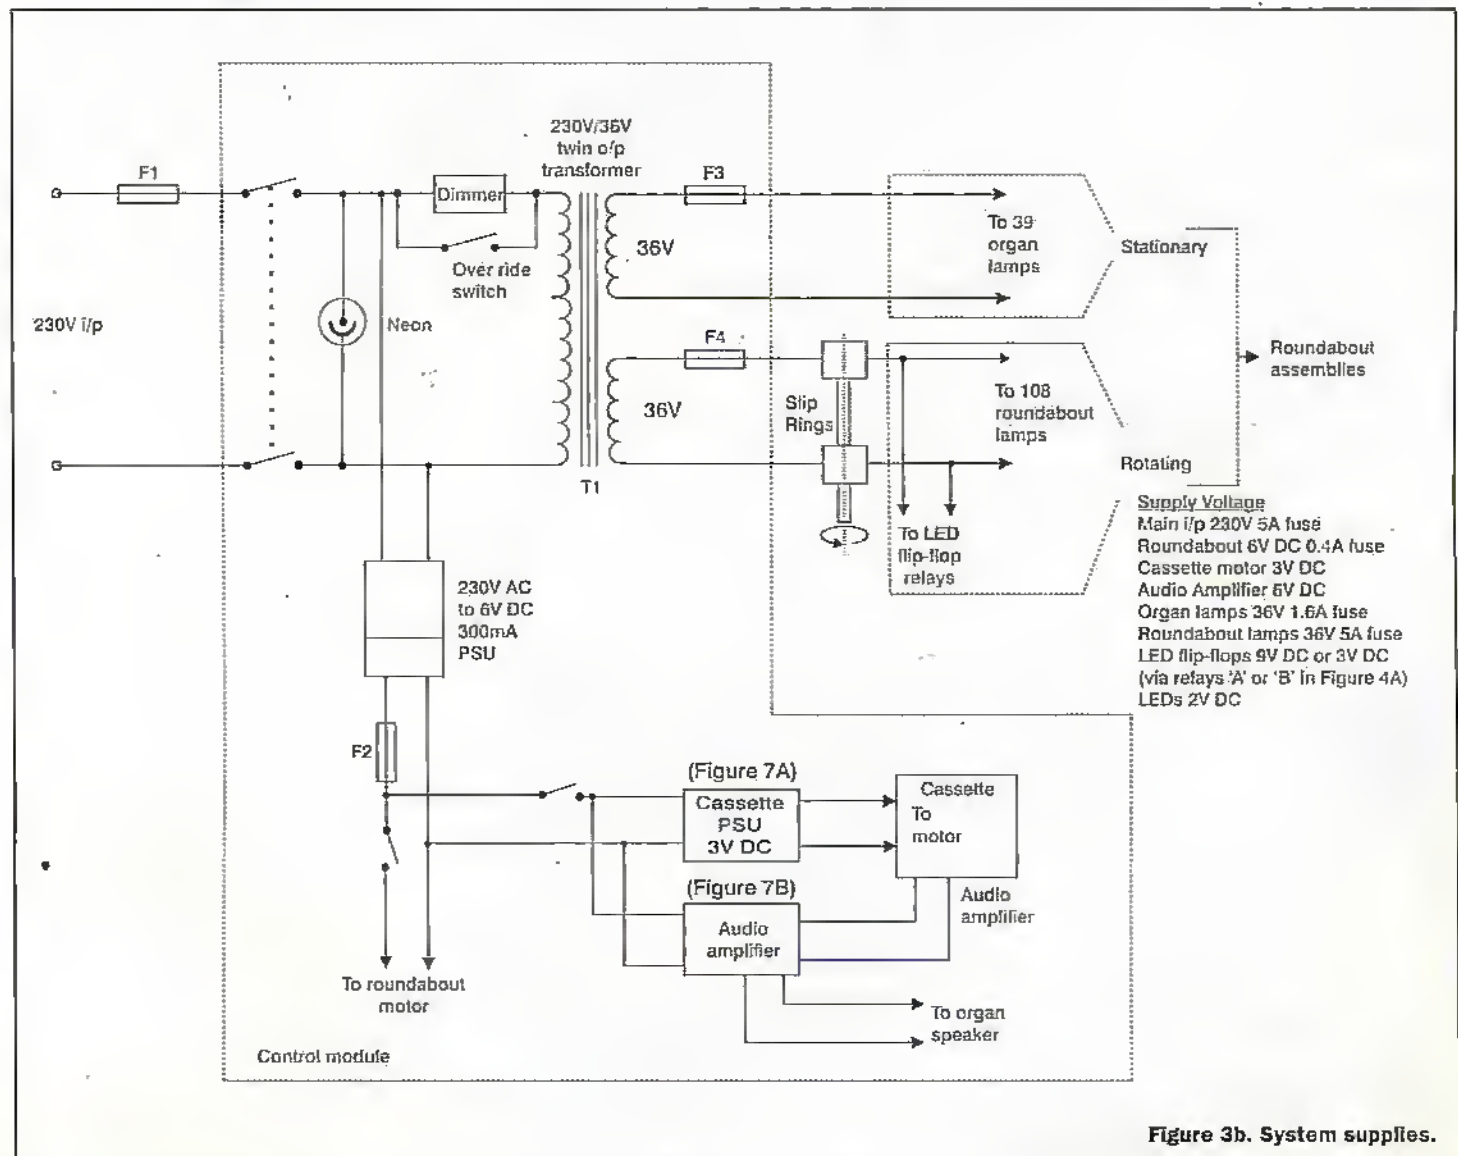 230V/36V
twin o/p
transformer
F1
Dimmer
F3
36V
To 39
organ
lamps
Stationary
Over ride
switch
230V i/p
Neon
F4
36V
Slip
Rings
To 108
roundabout
lamps
Roundabout
assemblies
Rotating
T1
To LED
flip-flop
relays
Supply Voltage
Main i/p 230V 5A fuse
Roundabout 6V DC 0.4A fuse
Cassette motor 3V DC
Audio Amplifier 6V DC
Organ lamps 36V 1.6A fuse
Roundabout lamps 36V 5A fuse
LED flip-flops 9V DC or 3V DC
(via relays 'A' or 'B' in Figure 4A)
LEDs 2V DC
230V AC
to 6V DC
300mA
PSU
F2
(Figure 7A)
Cassette
PSU
3V DC
Cassette
To
motor
(Figure 7B)
Audio
amplifier
Audio
amplifier
To roundabout
motor
To organ
speaker
Control module
Figure 3b. System supplies.